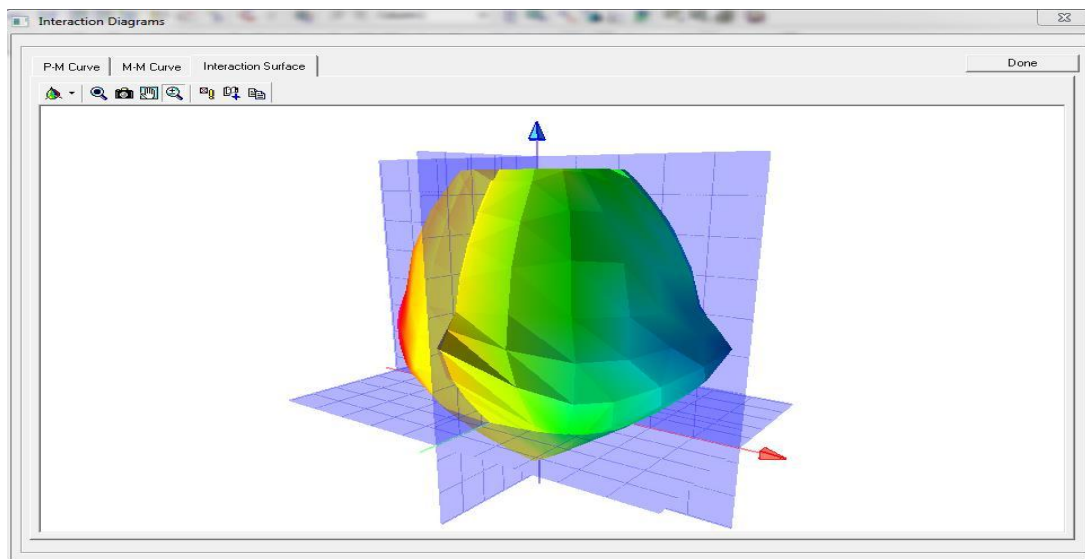 Interaction Diagrams
P-M Curve
M-M Curve
Interaction Surface
Done